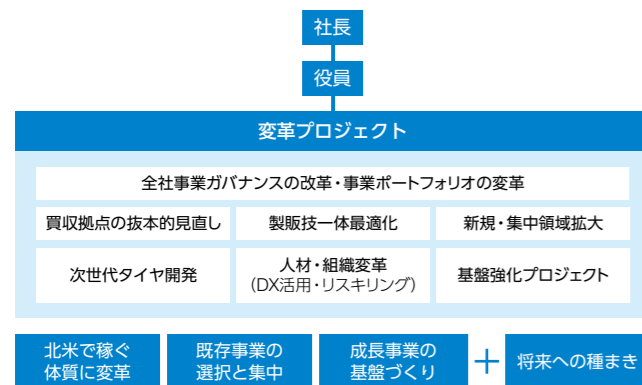 社長
役員
変革プロジェクト
全社事業ガバナンスの改革・事業ポートフォリオの変革
買収拠点の抜本的見直し
製販技一体最適化
新規・集中領域拡大
次世代タイヤ開発
人材・組織変革
(DX活用・リスキリング)
基盤強化プロジェクト
北米で稼ぐ
体質に変革
既存事業の
選択と集中
成長事業の
基盤づくり
+
将来への種まき